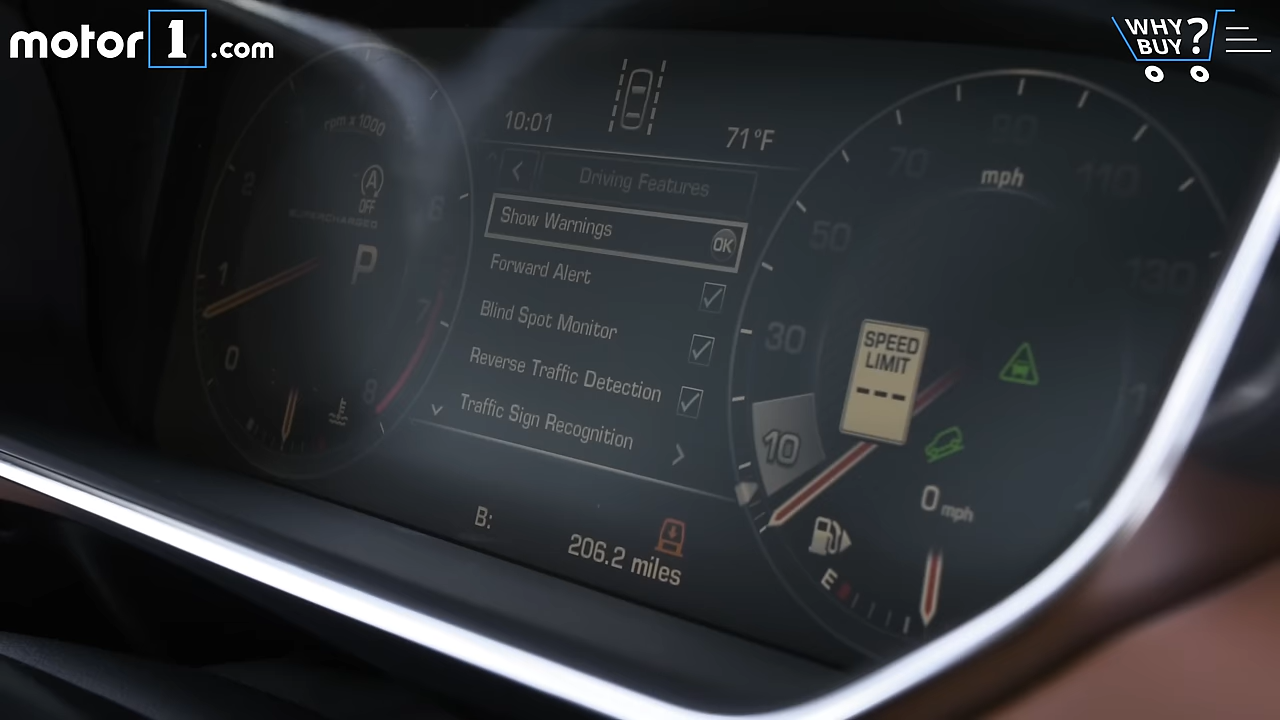 motor1.com
WHY
BUY?
rpm x 1000
10:01
71°F
Driving Features
Show Warnings
OK
Forward Alert
Blind Spot Monitor
Reverse Traffic Detection
Traffic Sign Recognition
B:
206.2 miles
A
OFF
SUPERCHARGED
P
0
1
2
6
7
8
mph
10
30
50
70
90
110
130
SPEED
LIMIT
---
0 mph
E